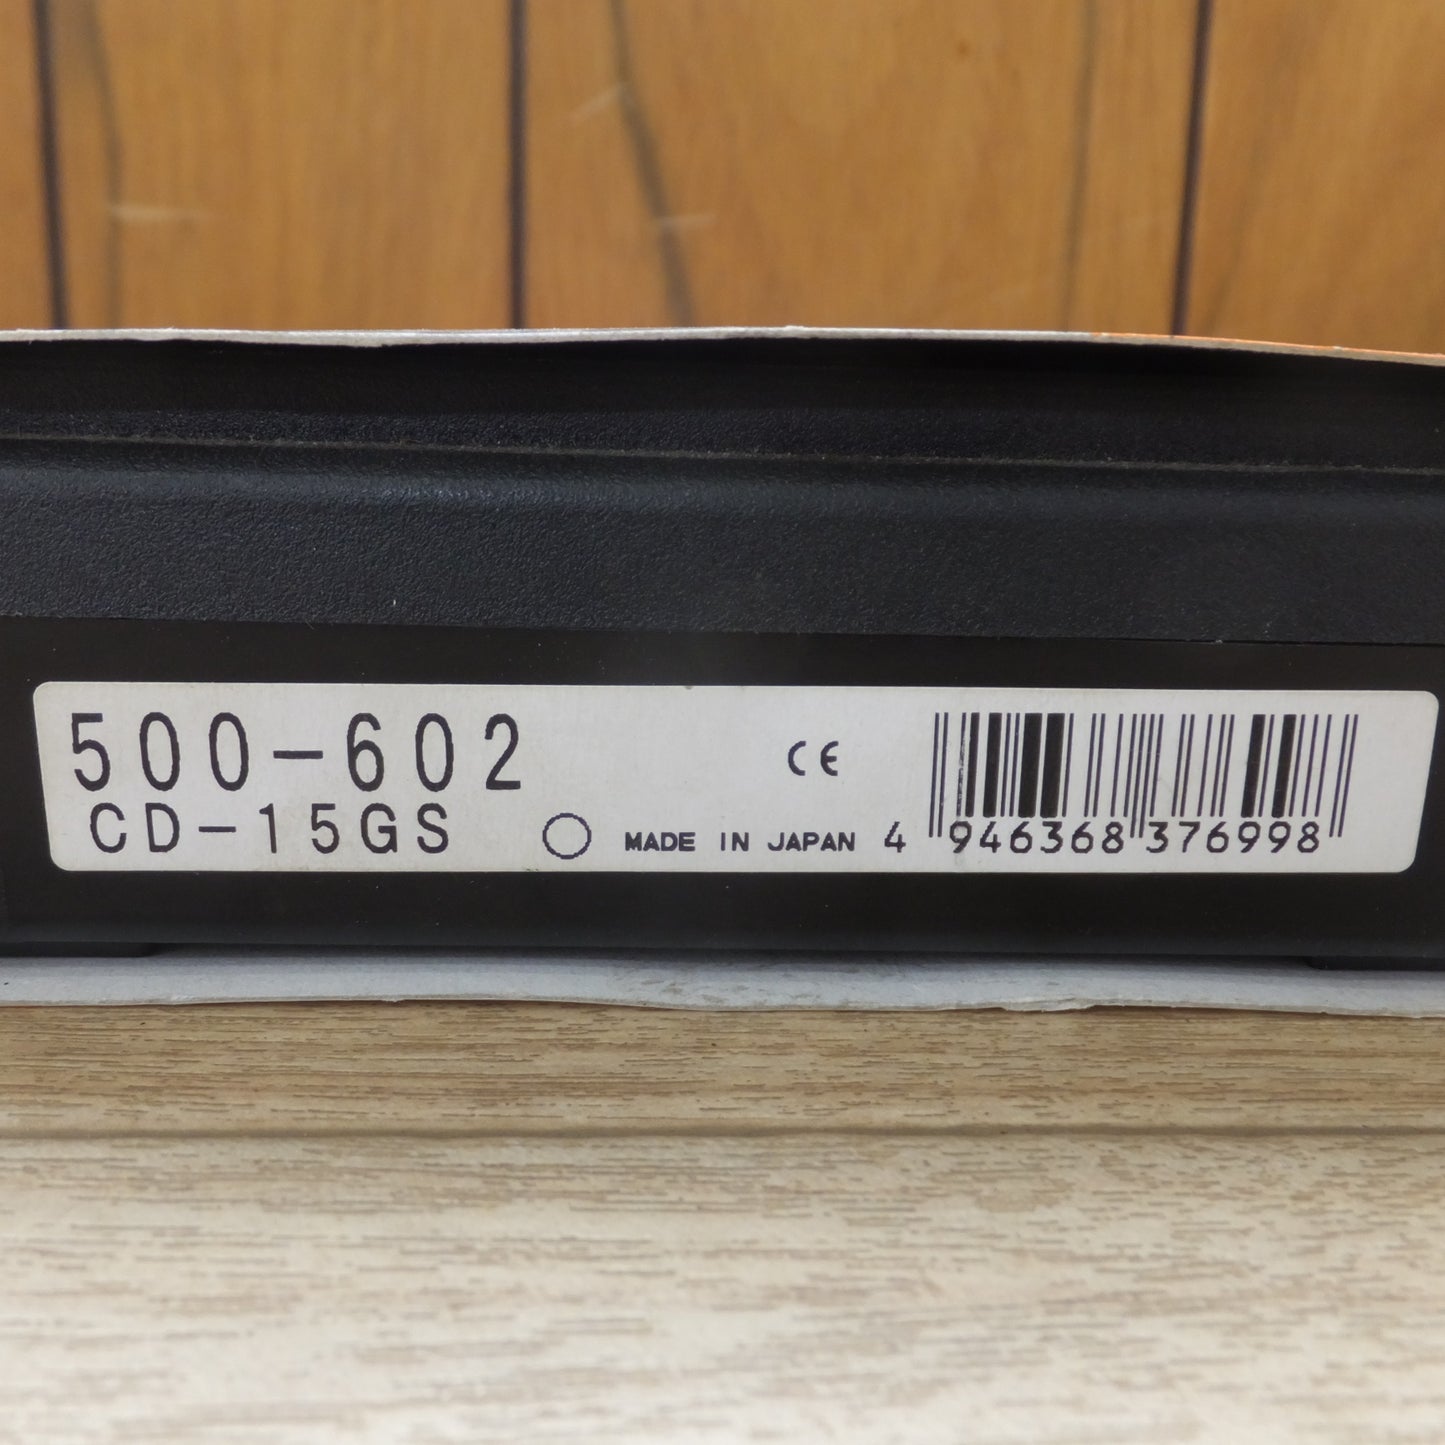 500-602
CD-15GS
CE
MADE IN JAPAN
4 946368 376998